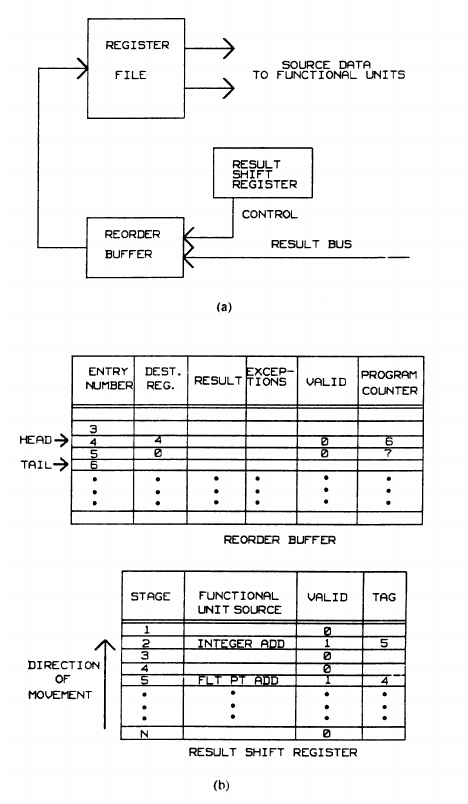 REGISTER
FILE
SOURCE DATA
TO FUNCTIONAL UNITS
RESULT
SHIFT
REGISTER
CONTROL
REORDER
BUFFER
RESULT BUS
(a)
ENTRY NUMBER DEST. REG. RESULT EXCEP-TIONS VALID PROGRAM COUNTER
3
HEAD 4 4 0 6
5 0 0 7
TAIL 6
REORDER BUFFER
STAGE FUNCTIONAL UNIT SOURCE VALID TAG
1 0
2 INTEGER ADD 1 5
3 0
4 0
5 FLT PT ADD 1 4
N 0
DIRECTION
OF
MOVEMENT
RESULT SHIFT REGISTER
(b)